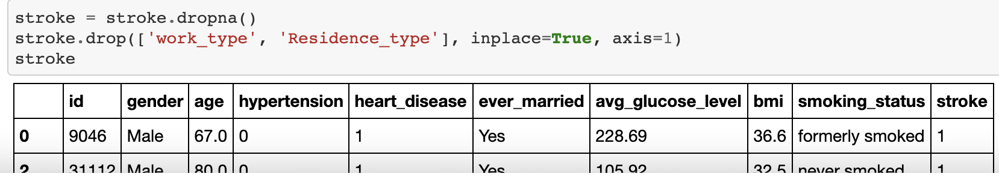 stroke = stroke.dropna()
stroke.drop(['work_type', 'Residence_type'], inplace=True, axis=1)
stroke
id gender age hypertension heart_disease ever_married avg_glucose_level bmi smoking_status stroke
0 9046 Male 67.0 0 1 Yes 228.69 36.6 formerly smoked 1
2 31112 Male 80.0 0 1 Yes 105.92 32.5 never smoked 1